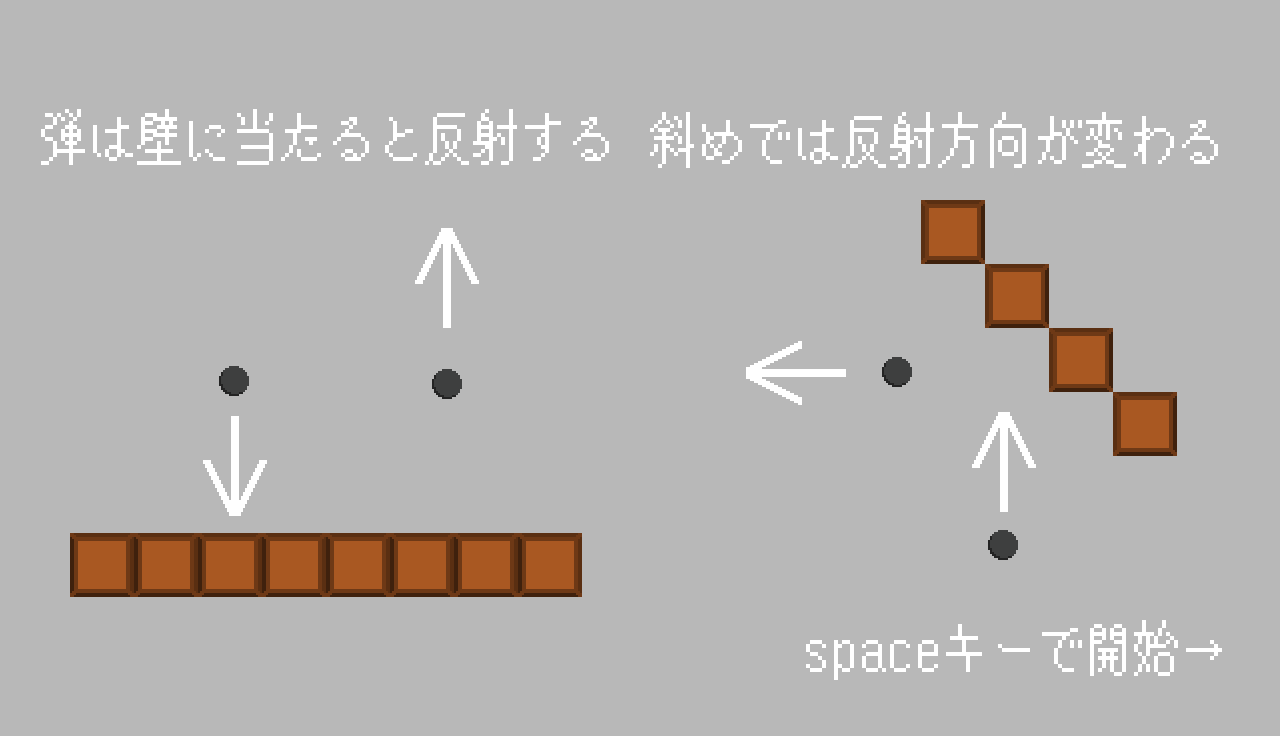 弾は壁に当たると反射する
斜めでは反射方向が変わる
spaceキーで開始→